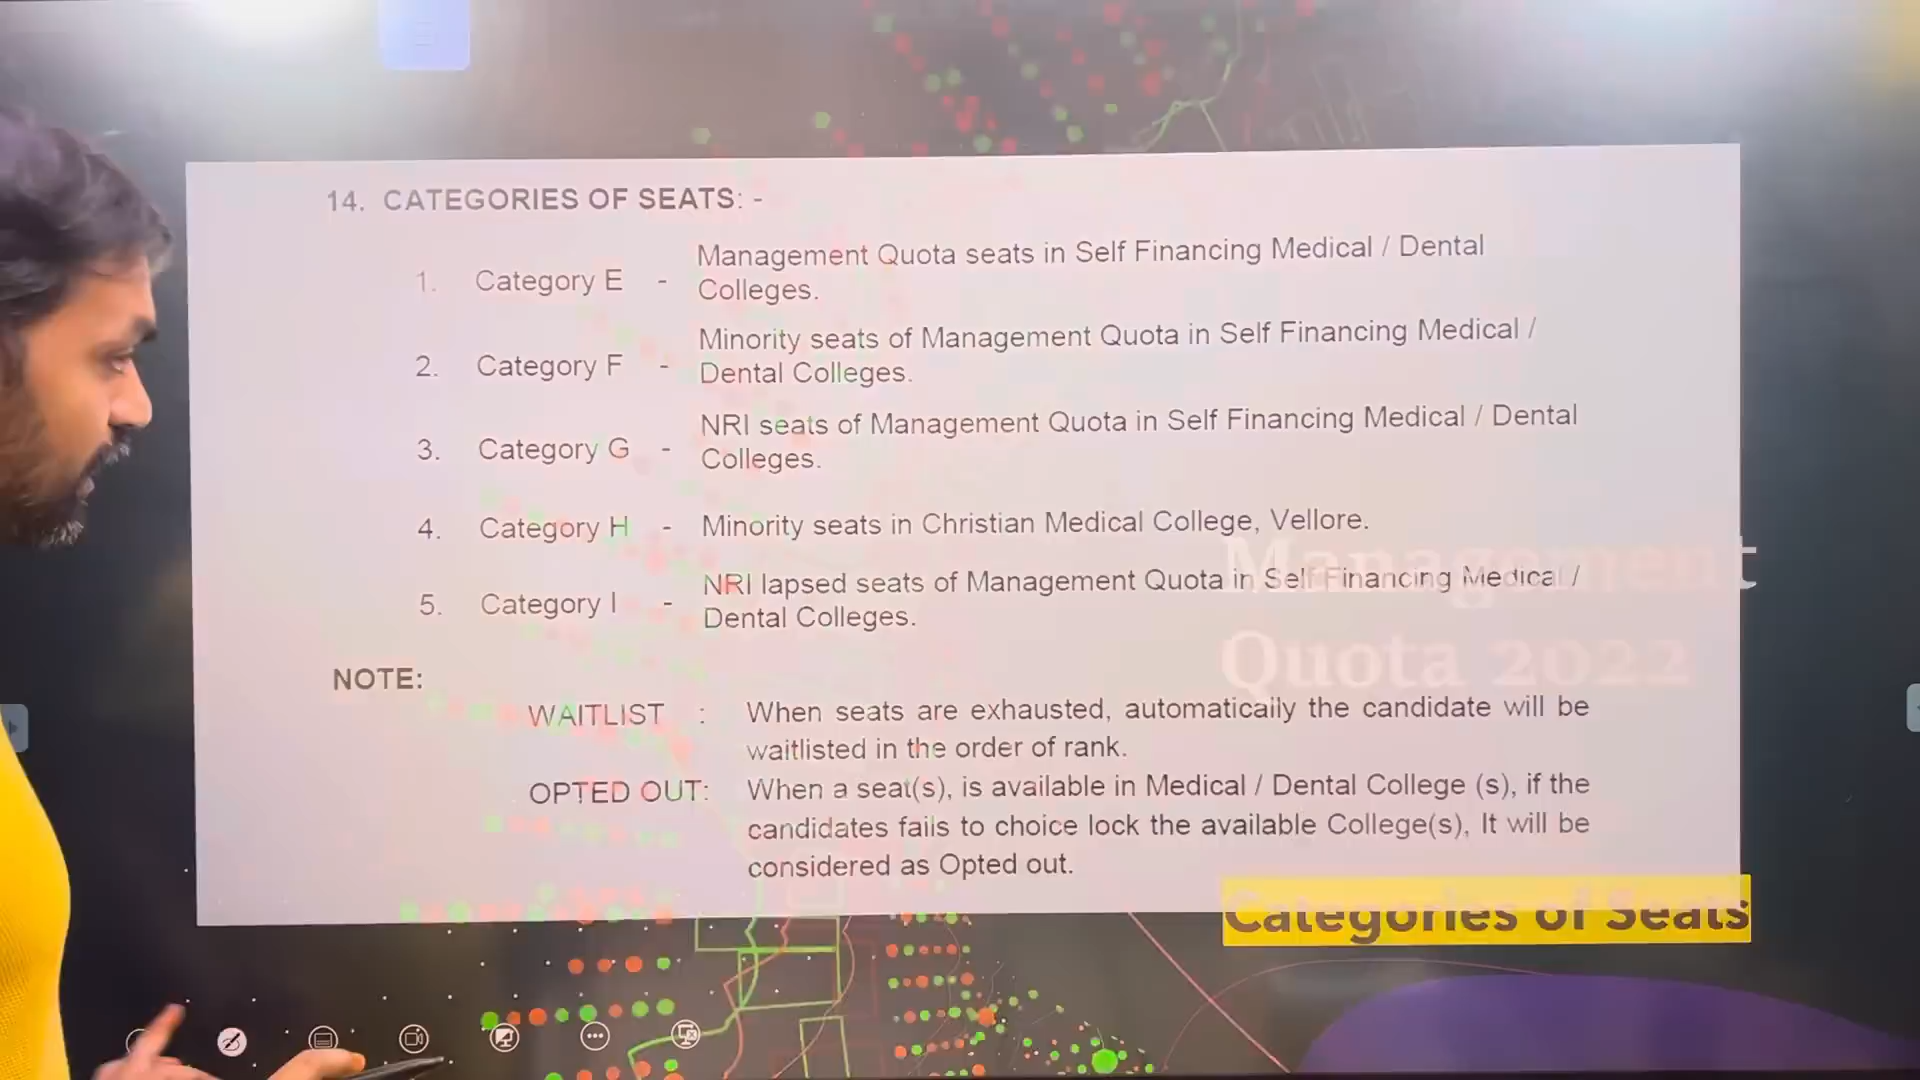 14. CATEGORIES OF SEATS: -
1. Category E - Management Quota seats in Self Financing Medical / Dental
Colleges.
2. Category F - Minority seats of Management Quota in Self Financing Medical /
Dental Colleges.
3. Category G - NRI seats of Management Quota in Self Financing Medical / Dental
Colleges.
4. Category H - Minority seats in Christian Medical College, Vellore.
5. Category I - NRI lapsed seats of Management Quota in Self Financing Medical /
Dental Colleges.
Management
Quota 2022
NOTE:
WAITLIST : When seats are exhausted, automatically the candidate will be
waitlisted in the order of rank.
OPTED OUT: When a seat(s), is available in Medical / Dental College (s), if the
candidates fails to choice lock the available College(s), It will be
considered as Opted out.
Categories of Seats